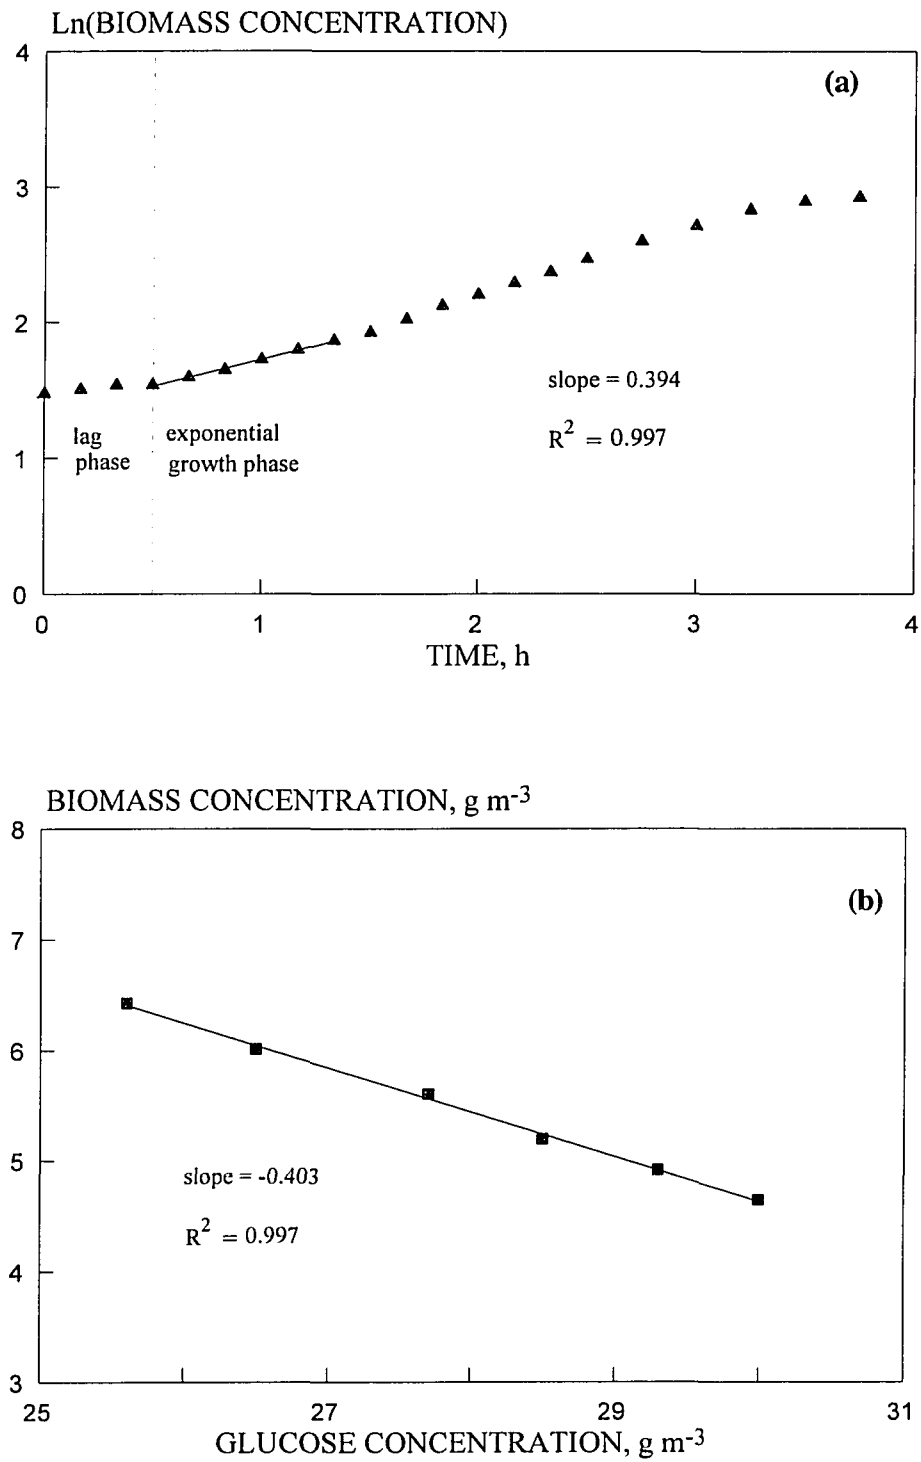 Ln(BIOMASS CONCENTRATION)
(a)
4
3
2
1
0
lag
phase
exponential
growth phase
slope = 0.394
R² = 0.997
0 1 2 3 4
TIME, h
BIOMASS CONCENTRATION, g m-3
(b)
8
7
6
5
4
3
slope = -0.403
R² = 0.997
25 27 29 31
GLUCOSE CONCENTRATION, g m-3